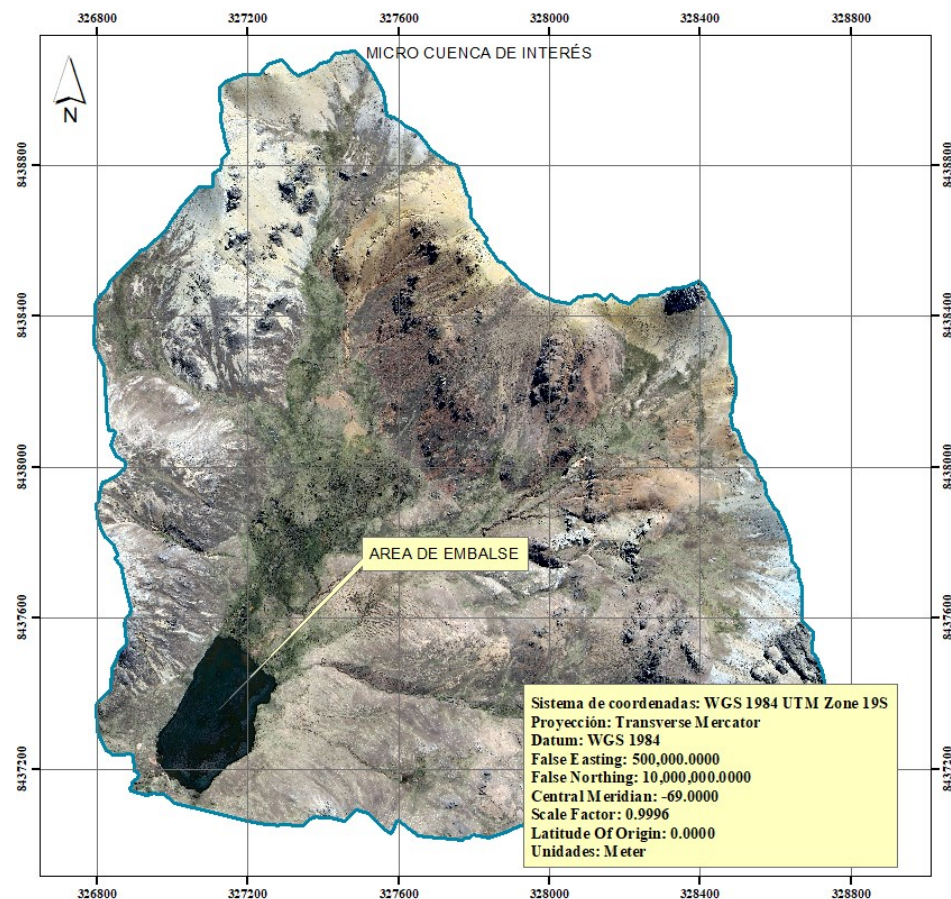 326800 327200 327600 328000 328400 328800
MICRO CUENCA DE INTERÉS
N
8438800 8438800
8438400 8438400
8438000 8438000
AREA DE EMBALSE
8437600 8437600
Sistema de coordenadas: WGS 1984 UTM Zone 19S
Proyección: Transverse Mercator
Datum: WGS 1984
False Easting: 500,000.0000
False Northing: 10,000,000.0000
Central Meridian: -69.0000
Scale Factor: 0.9996
Latitude Of Origin: 0.0000
Unidades: Meter
8437200 8437200
326800 327200 327600 328000 328400 328800